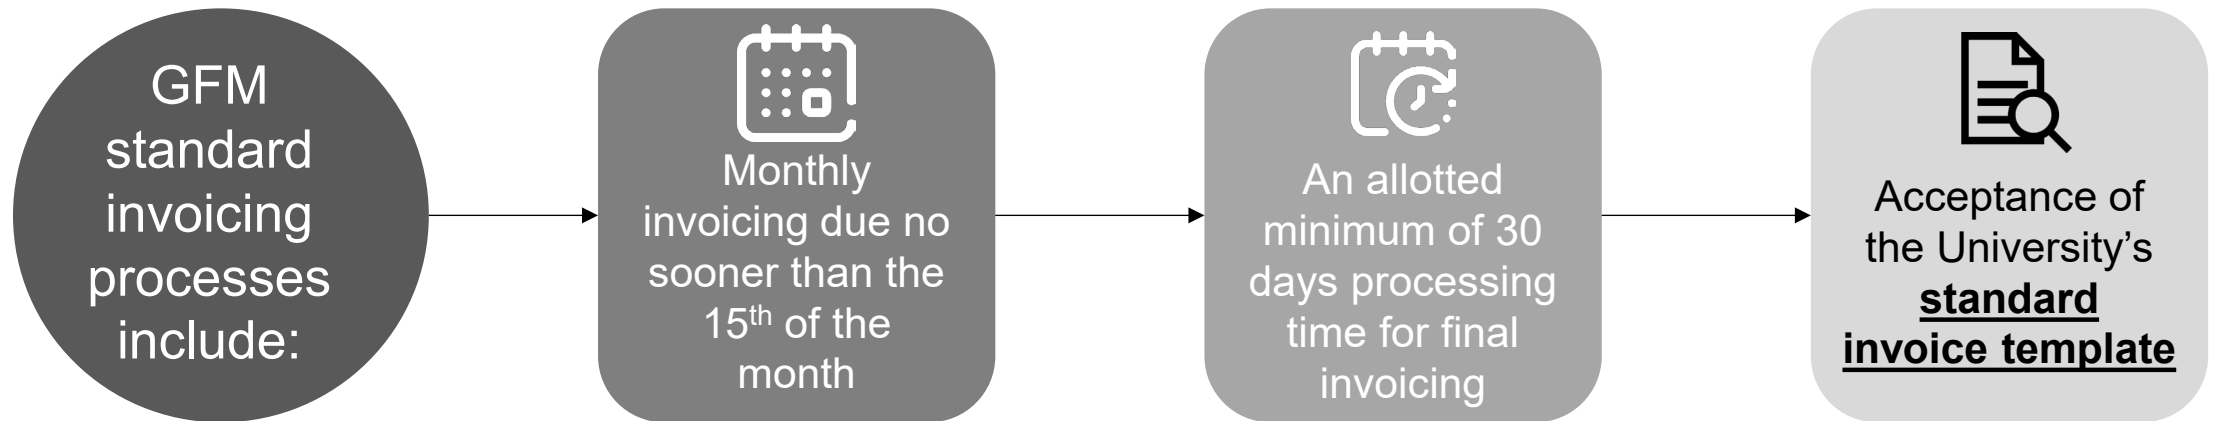 GFM
standard
invoicing
processes
include:
Monthly
invoicing due no
sooner than the
15th of the
month
An allotted
minimum of 30
days processing
time for final
invoicing
Acceptance of
the University’s
standard
invoice template